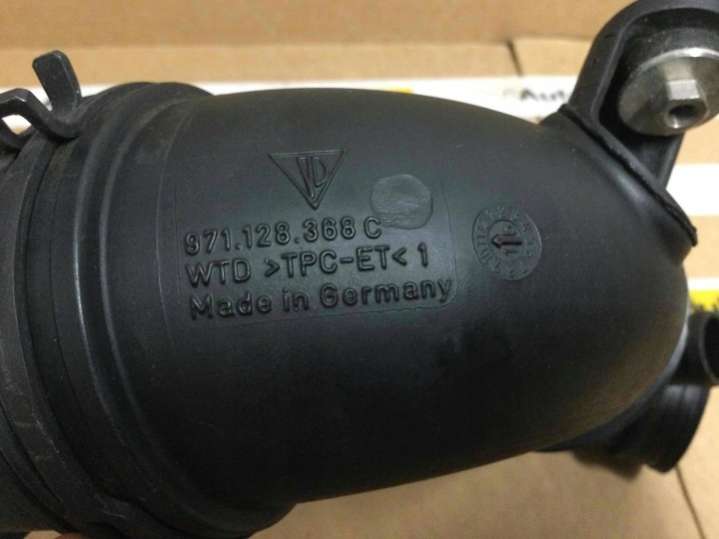 971.128.368 C
WTD >TPC-ET< 1
Made in Germany